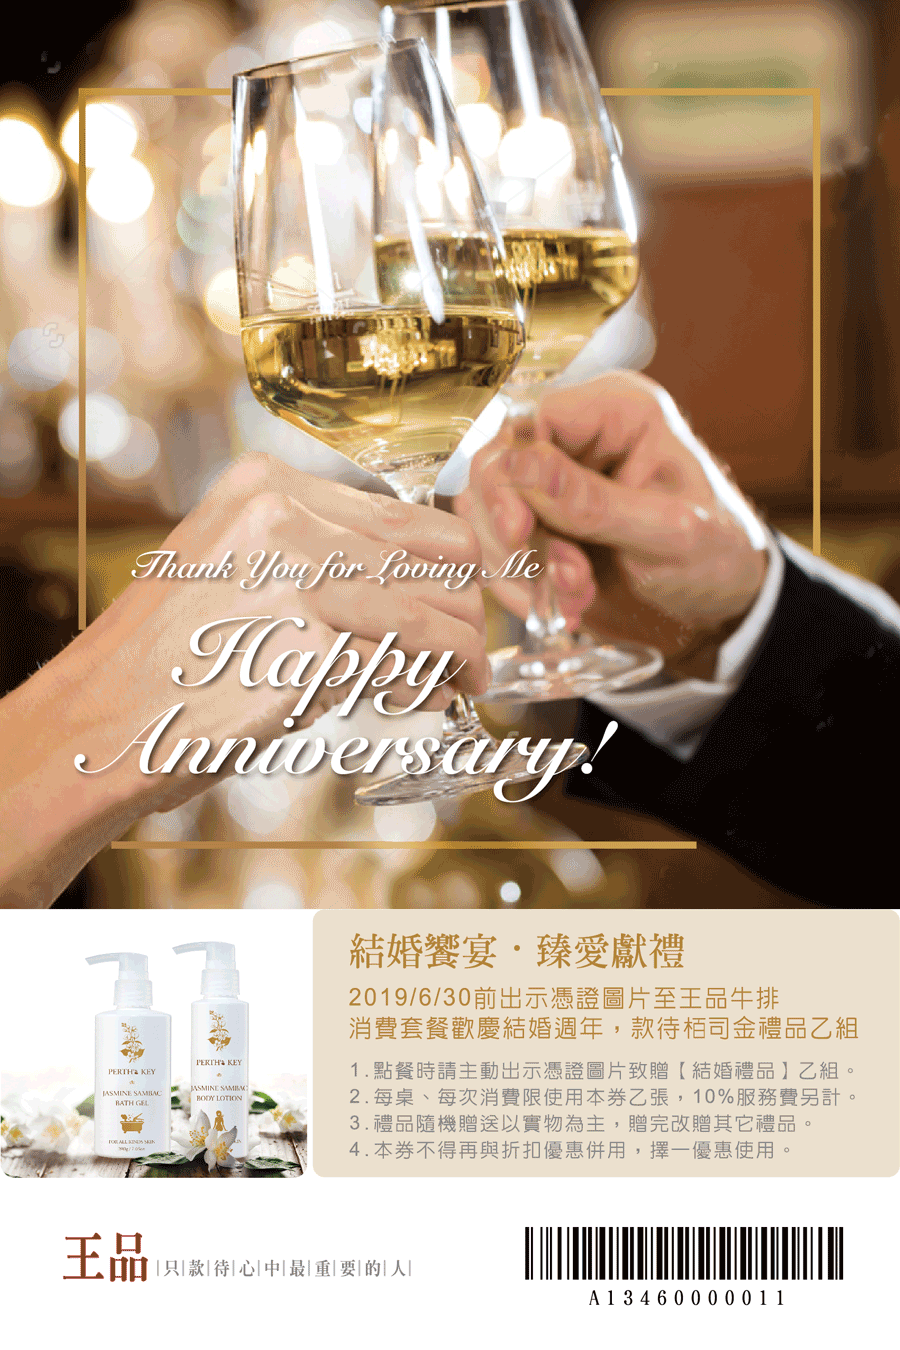 Thank You for Loving Me
Happy
Anniversary!
PERTH's KEY
JASMINE SAMBAC
BATH GEL
FOR ALL KINDS SKIN
PERTH's KEY
JASMINE SAMBAC
BODY LOTION
結婚饗宴・臻愛獻禮
2019/6/30前出示憑證圖片至王品牛排
消費套餐歡慶結婚週年，款待栢司金禮品乙組
1.點餐時請主動出示憑證圖片致贈【結婚禮品】乙組。
2.每桌、每次消費限使用本券乙張，10%服務費另計。
3.禮品隨機贈送以實物為主，贈完改贈其它禮品。
4.本券不得再與折扣優惠併用，擇一優惠使用。
王品 |只|款|待|心|中|最|重|要|的|人|
A13460000011